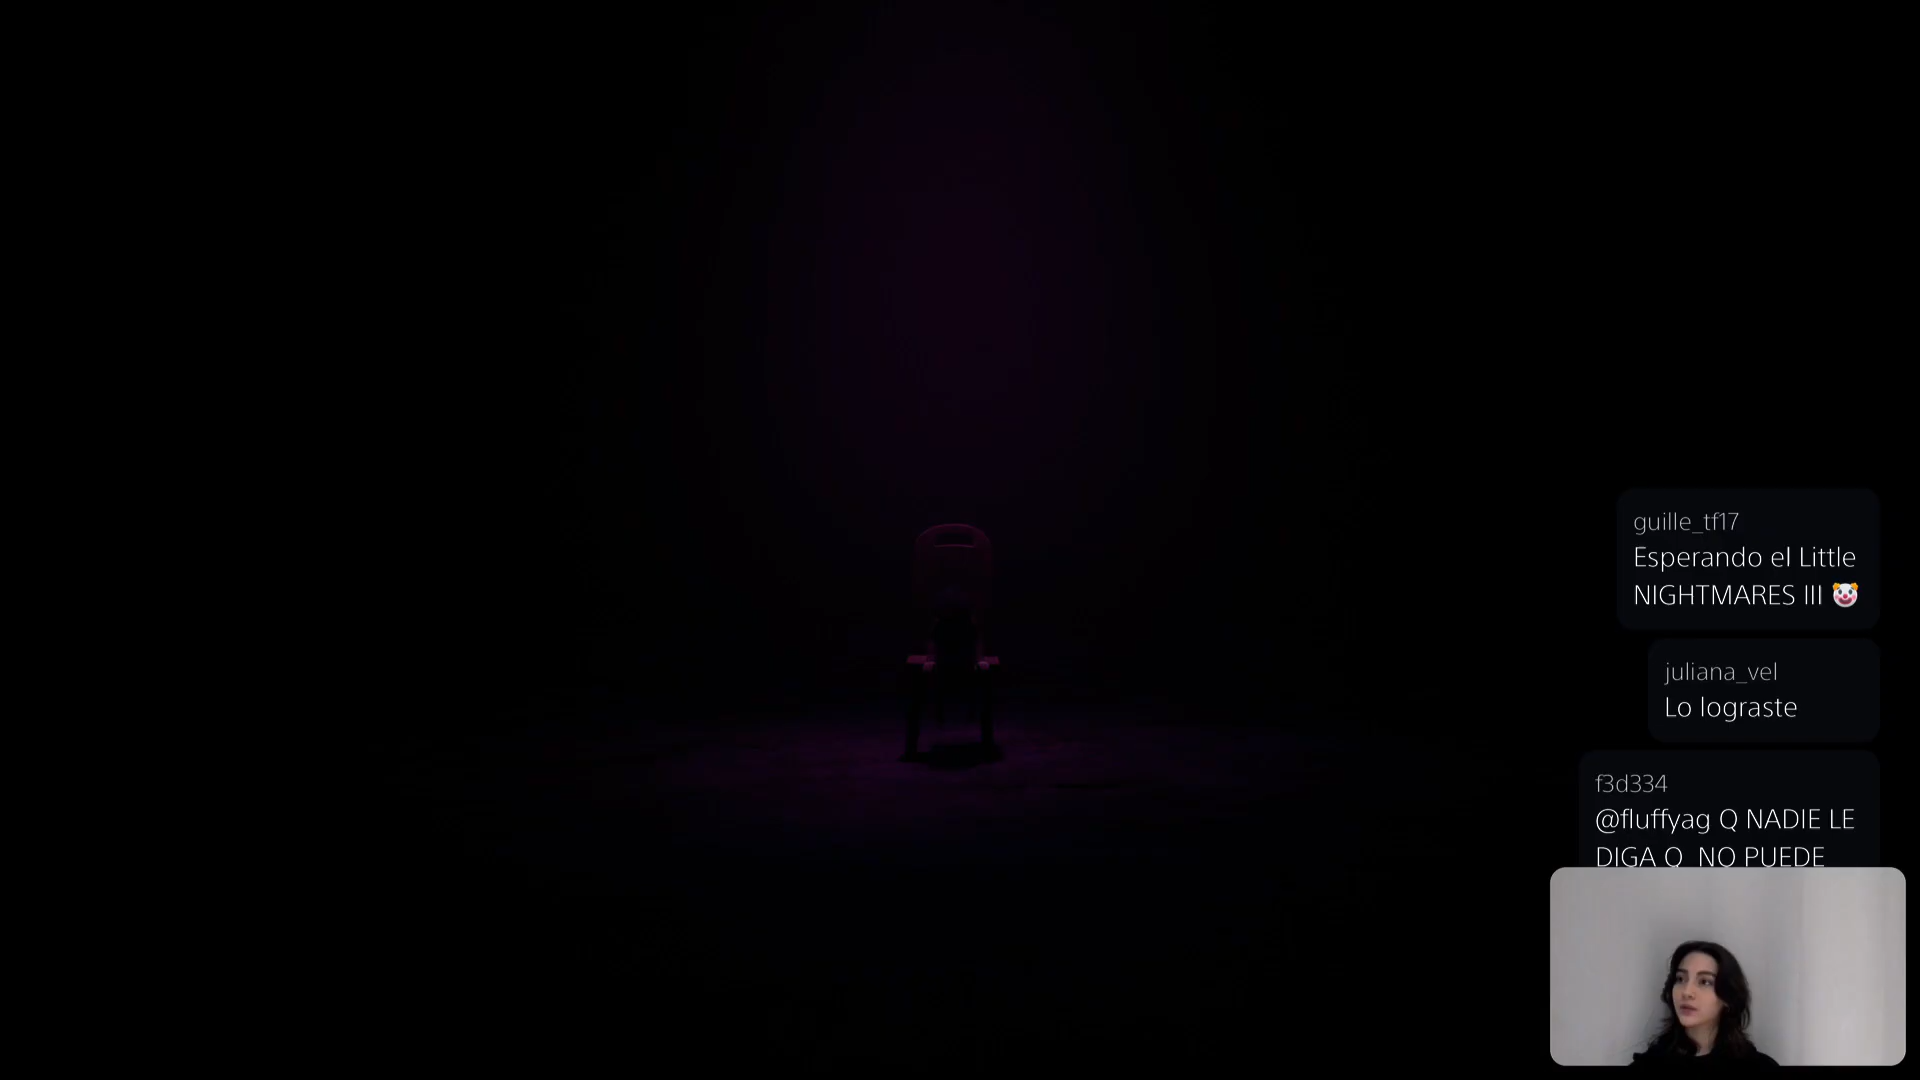 guille_tf17
Esperando el Little
NIGHTMARES III 🤡
juliana_vel
Lo lograste
f3d334
@fluffyag Q NADIE LE
DIGA Q  NO PUEDE